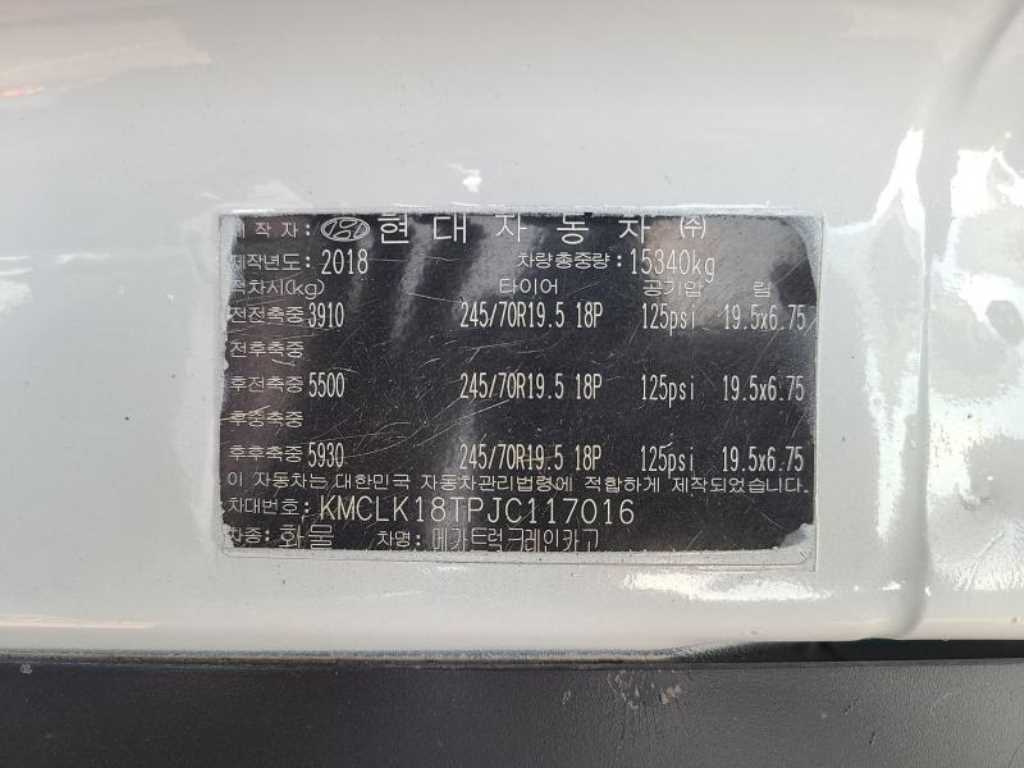 제작자: 현대자동차 (주)
제작년도: 2018 차량총중량: 15340kg
적차시(kg) 타이어 공기압 림
전전축중 3910 245/70R19.5 18P 125psi 19.5x6.75
전후축중
후전축중 5500 245/70R19.5 18P 125psi 19.5x6.75
후중축중
후후축중 5930 245/70R19.5 18P 125psi 19.5x6.75
이 자동차는 대한민국 자동차관리법령에 적합하게 제작되었습니다.
차대번호: KMCLK18TPJC117016
차종: 화물 차명: 메가트럭크레인카고